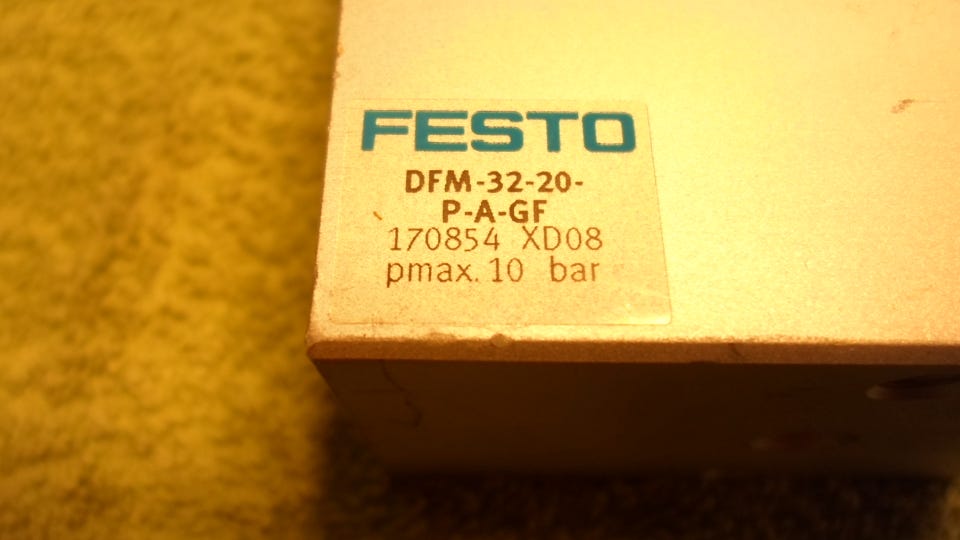 FESTO
DFM-32-20-
P-A-GF
170854 XD08
pmax. 10 bar